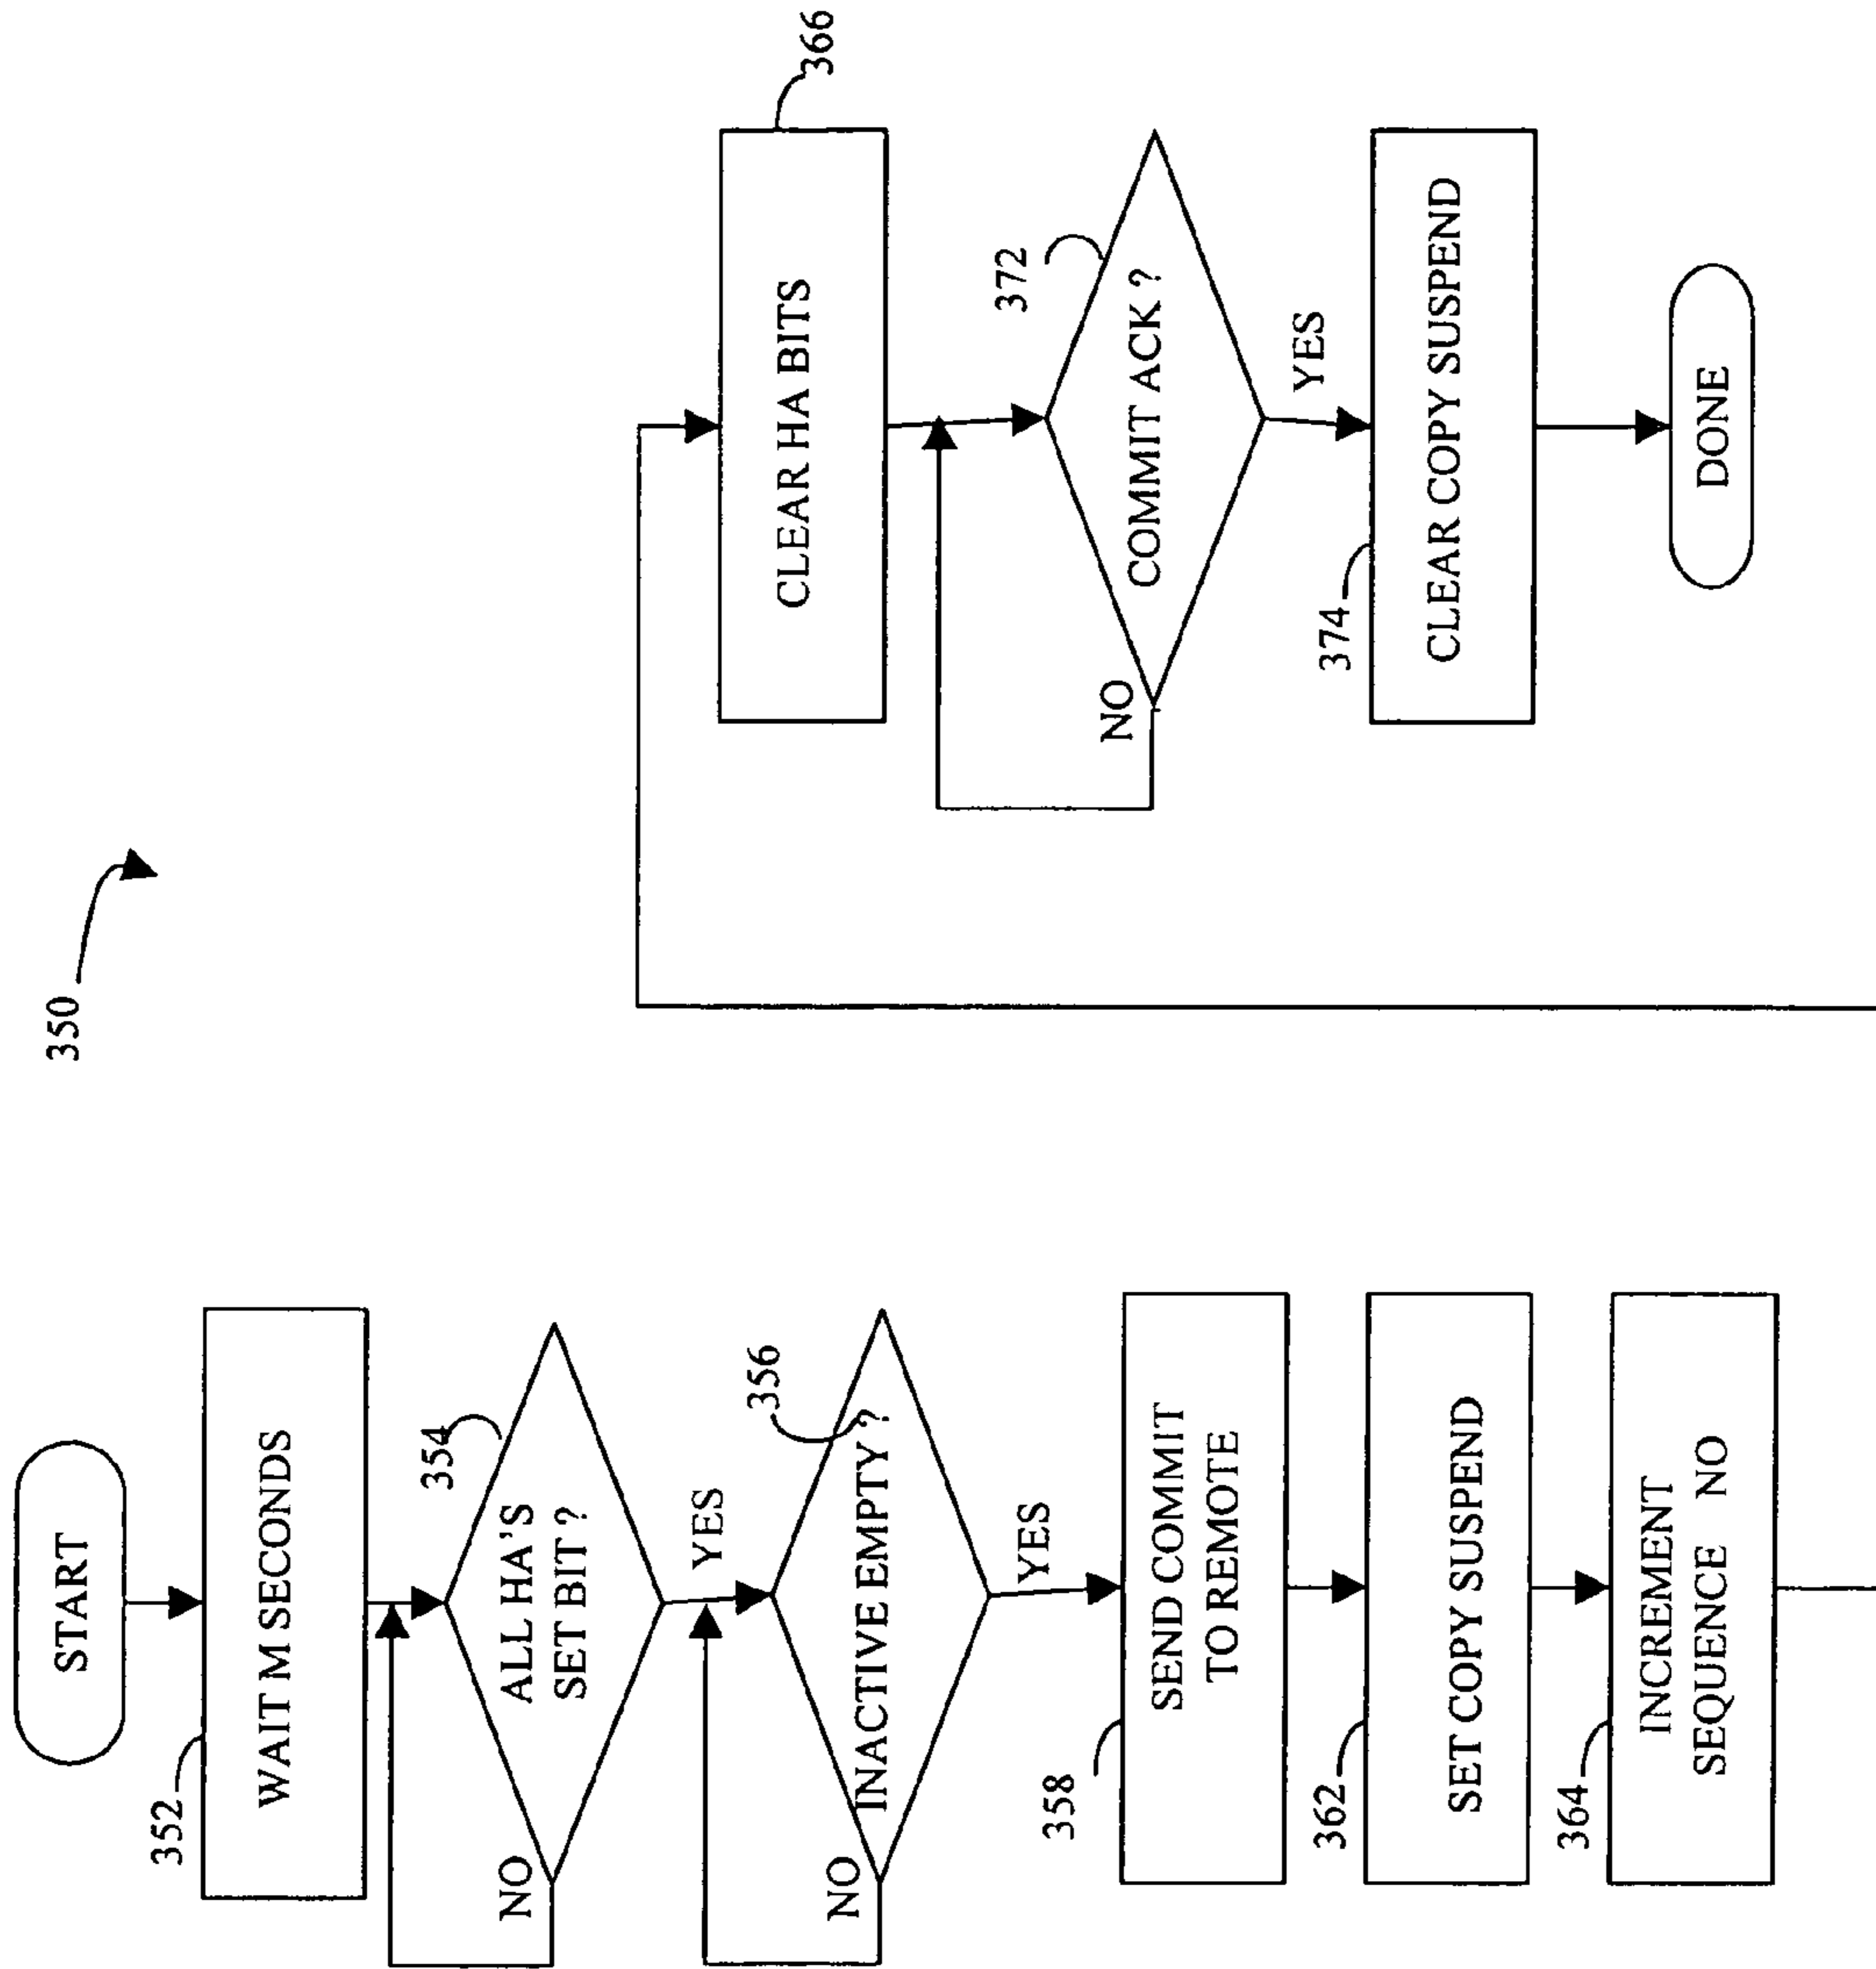 350
START
352
WAIT M SECONDS
354
ALL HA'S
SET BIT ?
NO
YES
356
INACTIVE EMPTY ?
NO
YES
358
SEND COMMIT
TO REMOTE
362
SET COPY SUSPEND
364
INCREMENT
SEQUENCE NO
366
CLEAR HA BITS
372
COMMIT ACK ?
NO
YES
374
CLEAR COPY SUSPEND
DONE